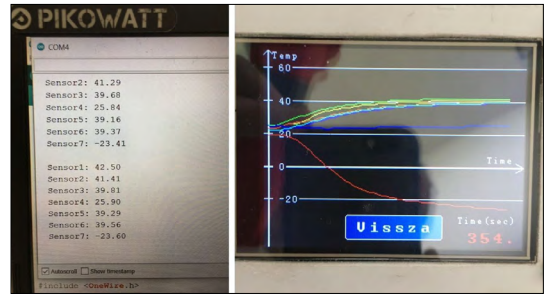 PIKOWATT
COM4
Sensor2: 41.29
Sensor3: 39.68
Sensor4: 25.84
Sensor5: 39.16
Sensor6: 39.37
Sensor7: -23.41
Sensor1: 42.50
Sensor2: 41.41
Sensor3: 39.81
Sensor4: 25.90
Sensor5: 39.29
Sensor6: 39.56
Sensor7: -23.60
Autoscroll Show timestamp
#include <OneWire.h>
Temp
60
40
20
Time
0
-20
Vissza
Time(sec)
354.